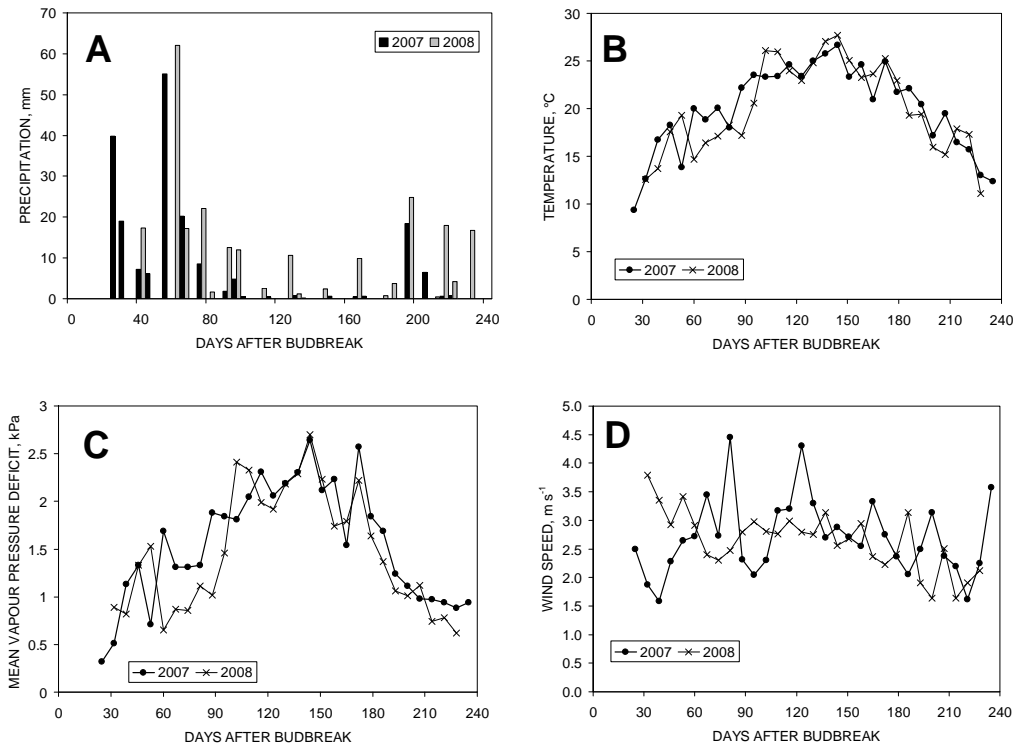 A
2007 2008
PRECIPITATION, mm
70
60
50
40
30
20
10
0
0 40 80 120 160 200 240
DAYS AFTER BUDBREAK
B
TEMPERATURE, ºC
30
25
20
15
10
5
0
2007 2008
0 30 60 90 120 150 180 210 240
DAYS AFTER BUDBREAK
C
MEAN VAPOUR PRESSURE DEFICIT, kPa
3
2.5
2
1.5
1
0.5
0
2007 2008
0 30 60 90 120 150 180 210 240
DAYS AFTER BUDBREAK
D
WIND SPEED, m s-1
5.0
4.5
4.0
3.5
3.0
2.5
2.0
1.5
1.0
0.5
0.0
2007 2008
0 30 60 90 120 150 180 210 240
DAYS AFTER BUDBREAK